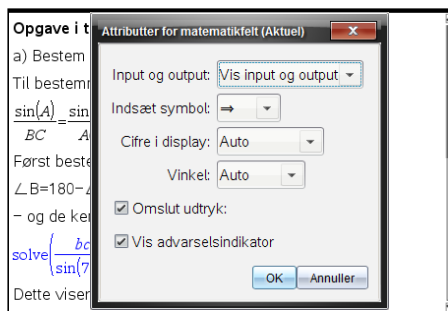 Opgave i t
a) Bestem
Til bestemm
sin(A) = sin
BC A
Først beste
∠B=180-∠
- og de ke
solve( bc
sin(7
Dette viser
Attributter for matematikfelt (Aktuel)
Input og output: Vis input og output
Indsæt symbol: ⇒
Cifre i display: Auto
Vinkel: Auto
Omslut udtryk:
Vis advarselsindikator
OK Annuller